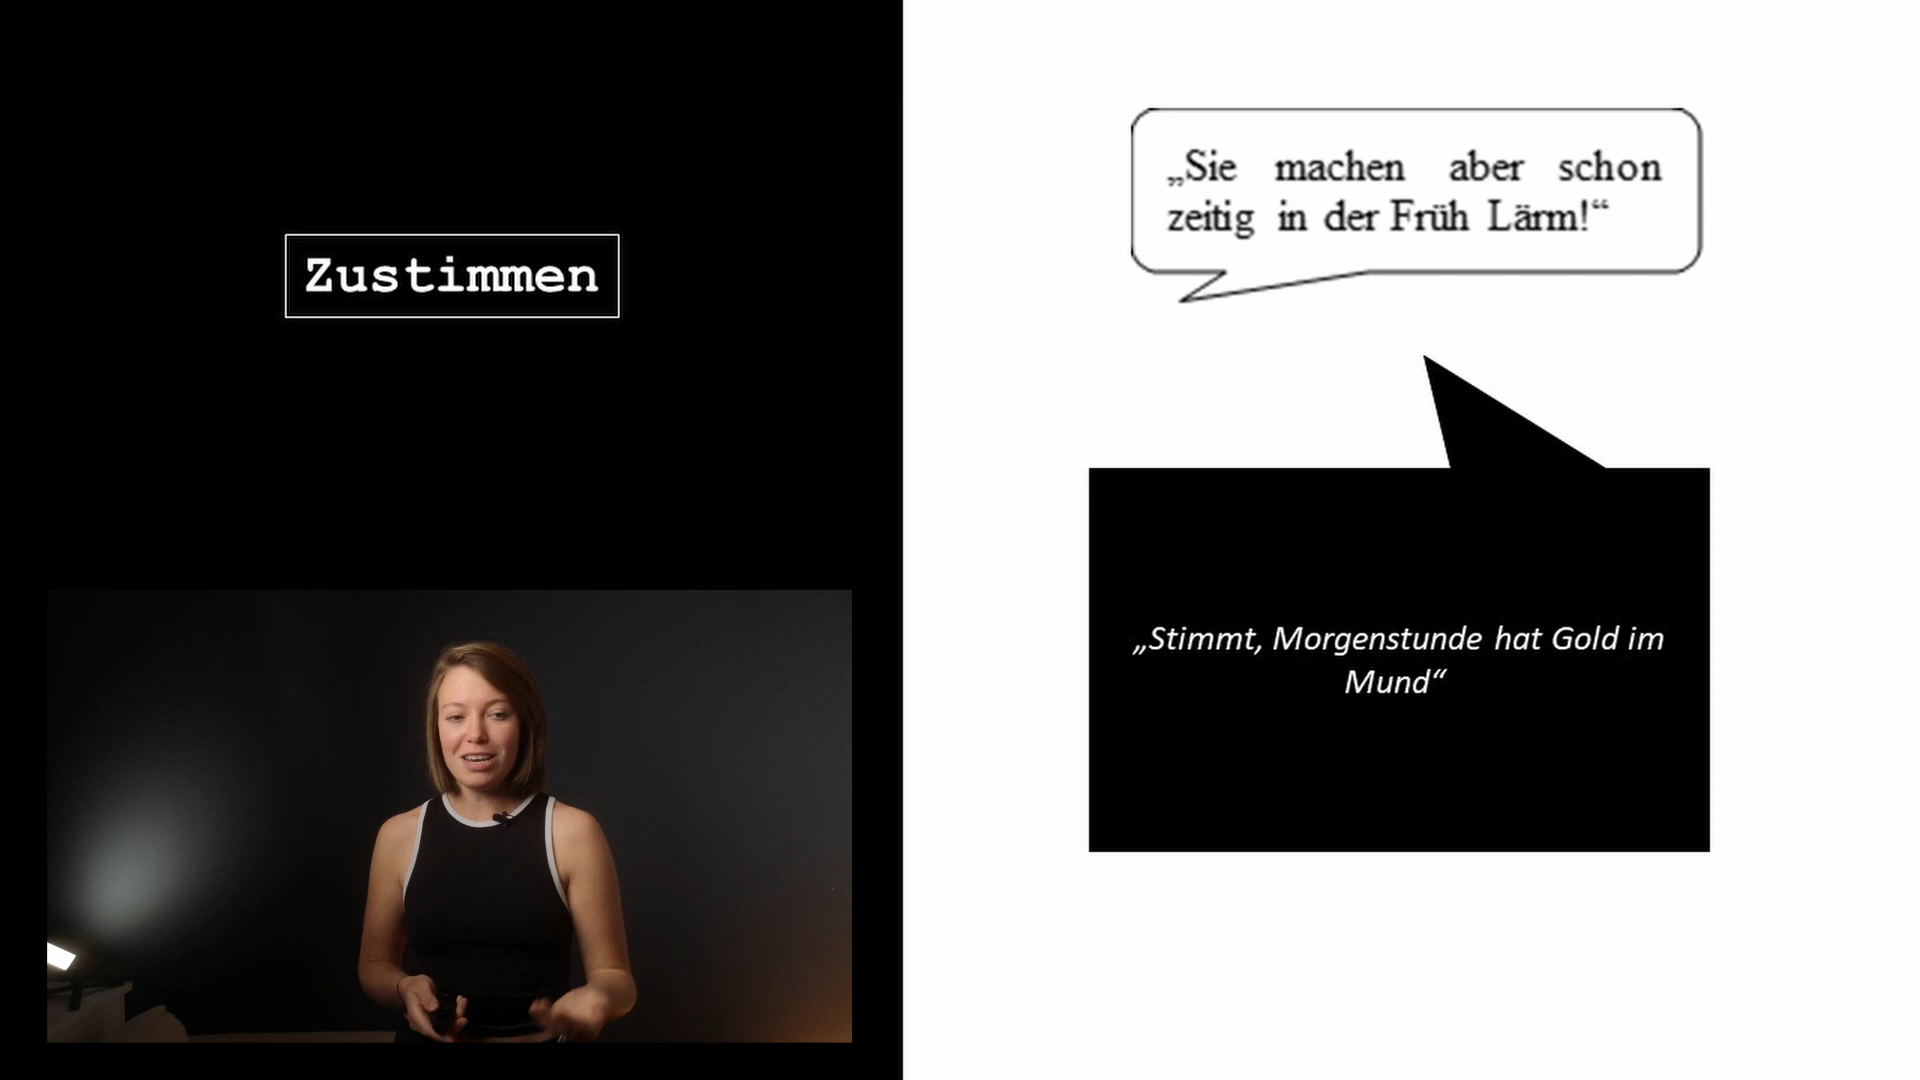 Zustimmen
„Sie machen aber schon
zeitig in der Früh Lärm!“
„Stimmt, Morgenstunde hat Gold im
Mund“